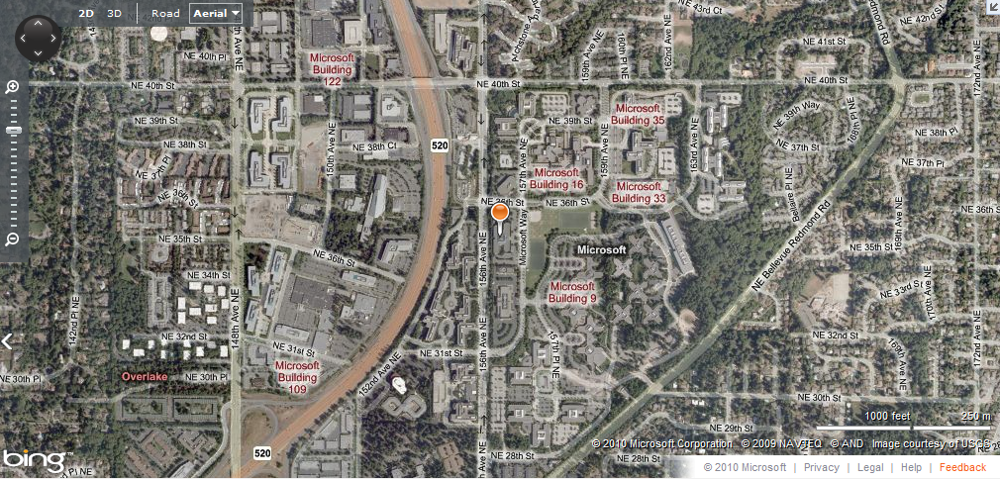 2D 3D Road Aerial
NE 43rd Ct
NE 42nd St
NE 41st St
NE 40th Pl
Redmond Rd
160th Pl NE
159th Ave NE
162nd
172nd Ave NE
Microsoft
Building
122
NE 40th St
NE 40th St
NE 40th St
NE 39th St
NE 38th St
NE 37th Pl
NE 36th St
NE 35th St
150th Ave NE
NE 38th Ct
520
157th Ave NE
NE 39th St
Microsoft
Building 35
Microsoft
Building 16
159th Ave NE
Microsoft
Building 33
163rd Ave NE
NE 39th Way
NE 37th St
168th Pl NE
NE 38th Pl
NE 37th Pl
NE 36th St
NE 36th St
NE 36th
NE 36th St
156th Ave NE
Microsoft Way
Microsoft
Microsoft
Building 9
NE Bellevue Redmond Rd
NE 35th St
169th Ave NE
NE 33rd St
NE 34th St
NE 32nd St
148th Ave NE
142nd Pl NE
NE 31st St
NE 30th Pl
Overlake
NE 30th Pl
Microsoft
Building
109
152nd Ave NE
NE 31st St
156th Ave NE
NE 32nd St
172nd Ave NE
NE 30th St
NE 29th St
NE 28th St
NE 28th St
520
1000 feet 250 m
© 2010 Microsoft Corporation © 2009 NAVTEQ © AND Image courtesy of USGS
bing™
© 2010 Microsoft | Privacy | Legal | Help | Feedback